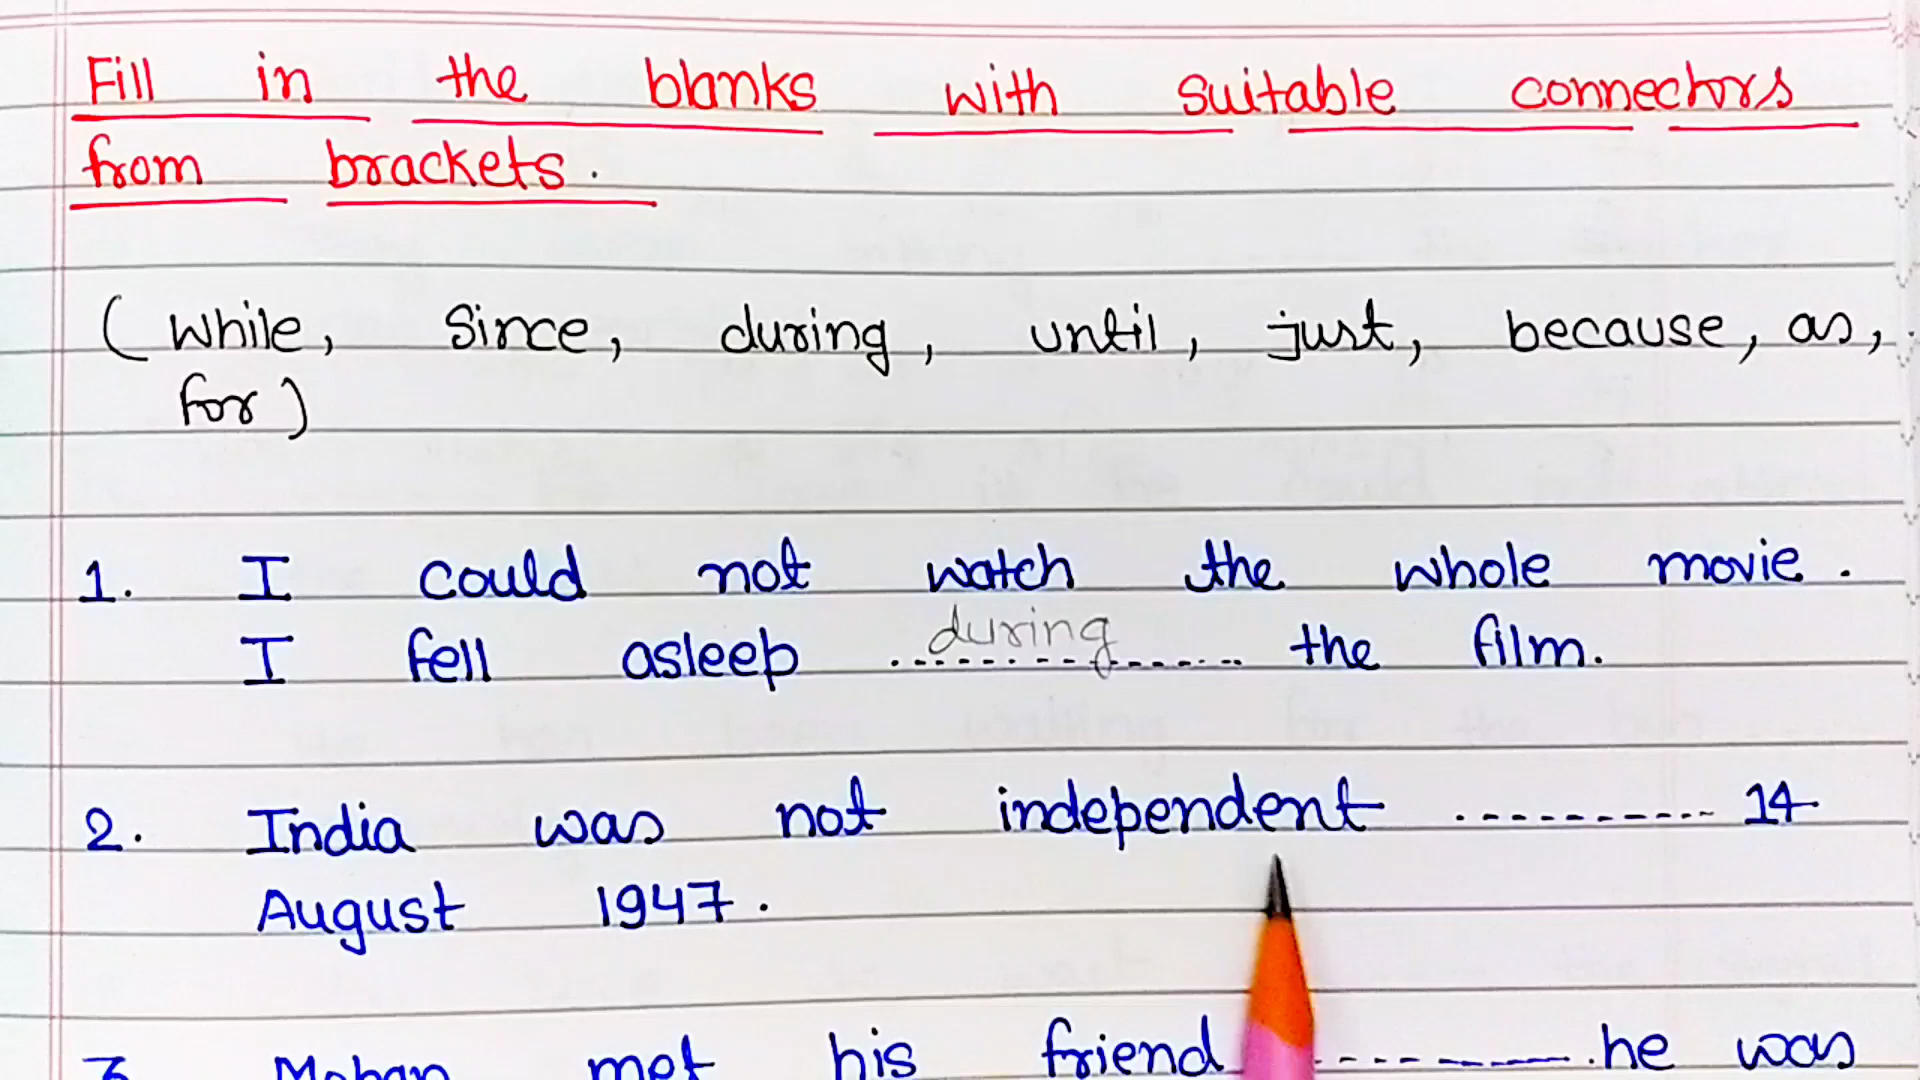 Fill in the blanks with suitable connectors
from brackets.
(while, Since, during, until, just, because, as,
for)
1. I could not watch the whole movie.
I fell asleep ....during.... the film.
2. India was not independent ............ 14
August 1947.
3 Mohan met his friend ............ he was